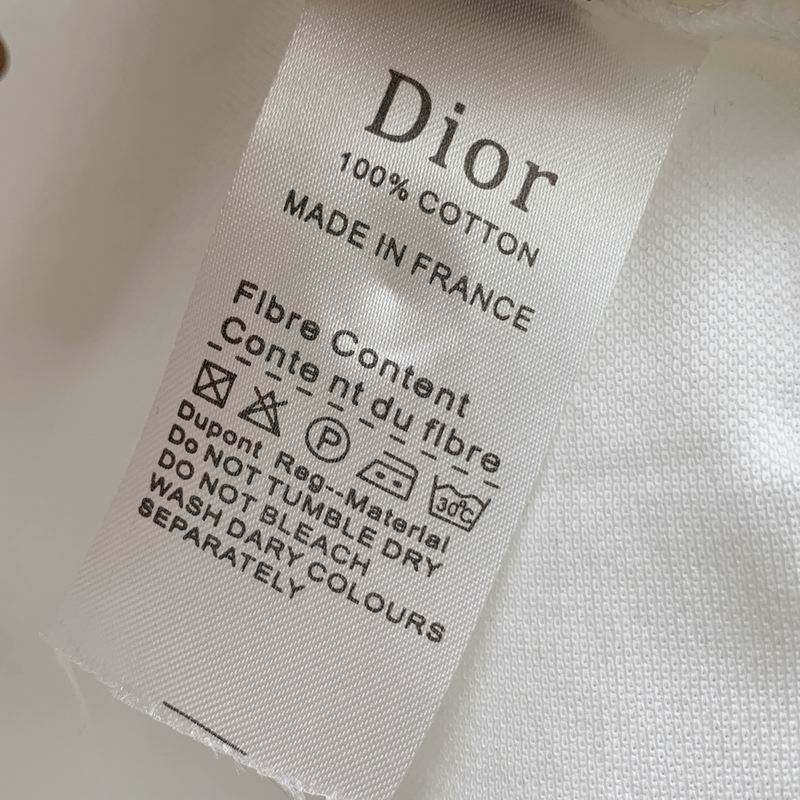 Dior
100% COTTON
MADE IN FRANCE
FIbre Content
Conte nt du fIbre
P
30℃
Dupont Reg--MaterIal
Do NOT TUMBLE DRY
DO NOT BLEACH
WASH DARY COLOURS
SEPARATELY